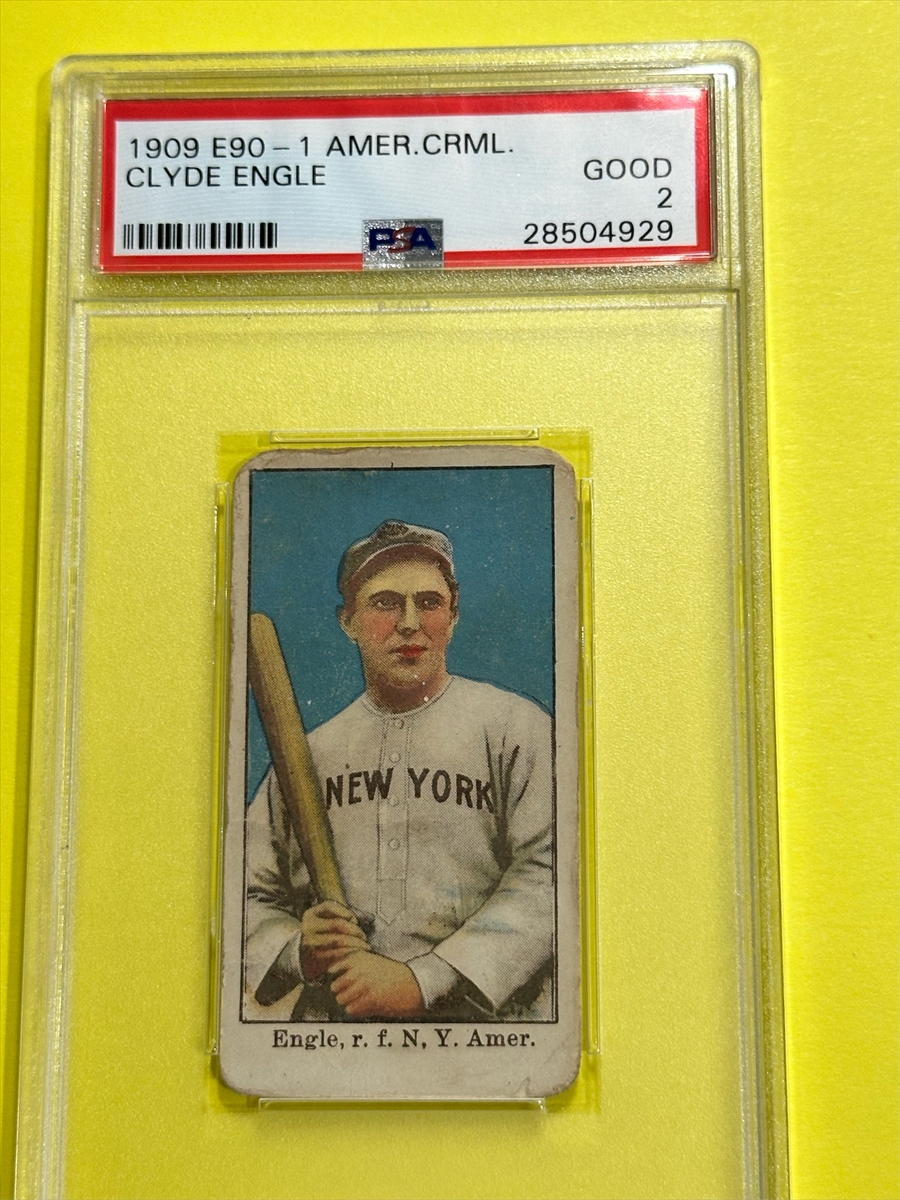 1909 E90-1 AMER.CRML.
CLYDE ENGLE
GOOD
2
PSA
28504929
NEW YORK
Engle, r. f. N. Y. Amer.